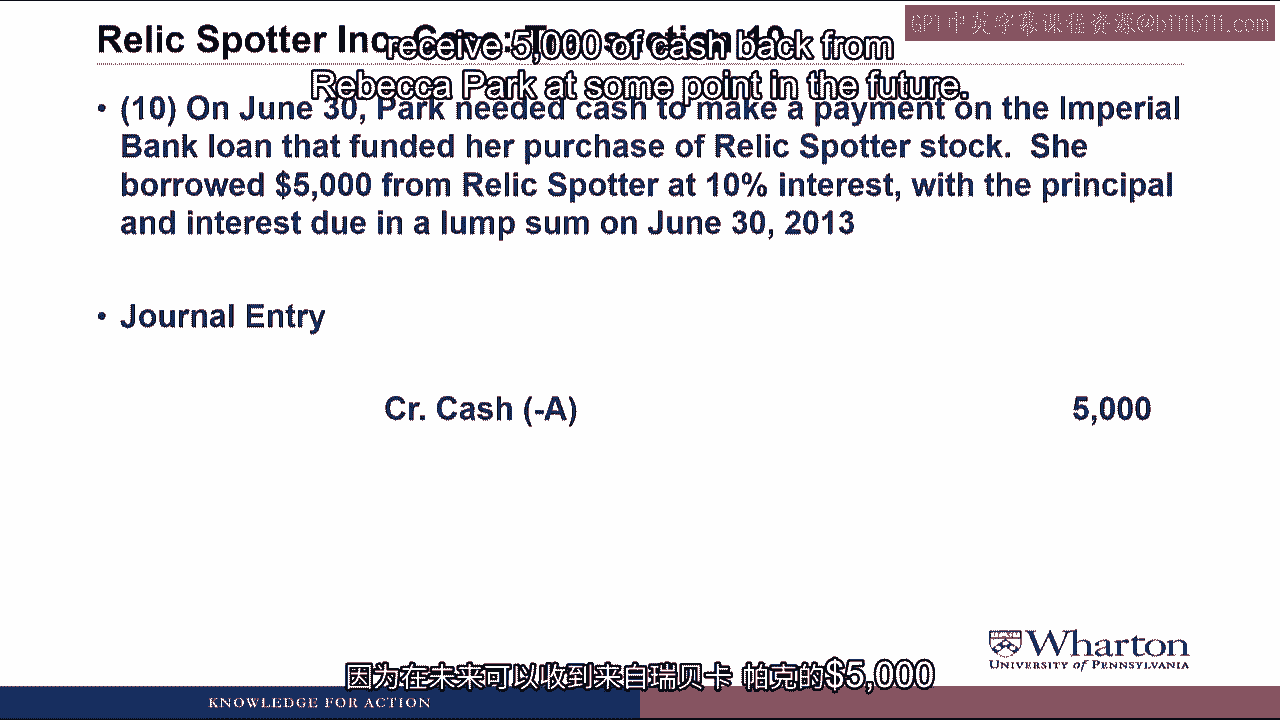 GPT中英字幕课程资源@bilibili.com
Relic Spotter Inc. Case: Transaction 10
receive 5,000 of cash back from
Rebecca Park at some point in the future.
• (10) On June 30, Park needed cash to make a payment on the Imperial
Bank loan that funded her purchase of Relic Spotter stock. She
borrowed $5,000 from Relic Spotter at 10% interest, with the principal
and interest due in a lump sum on June 30, 2013
• Journal Entry
Cr. Cash (-A) 5,000
Wharton
UNIVERSITY of PENNSYLVANIA
因为在未来可以收到来自瑞贝卡 帕克的$5,000
KNOWLEDGE FOR ACTION